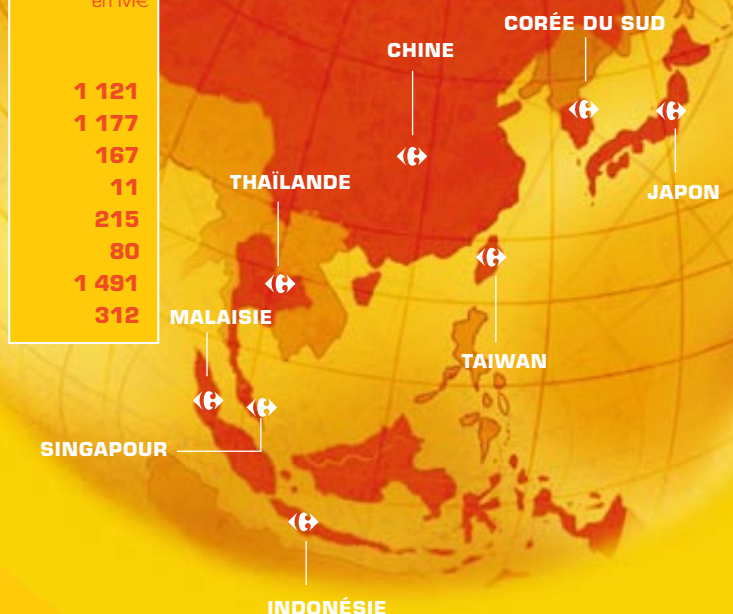 en M€
1 121
1 177
167
11
215
80
1 491
312
CORÉE DU SUD
CHINE
THAÏLANDE
JAPON
MALAISIE
TAIWAN
SINGAPOUR
INDONÉSIE